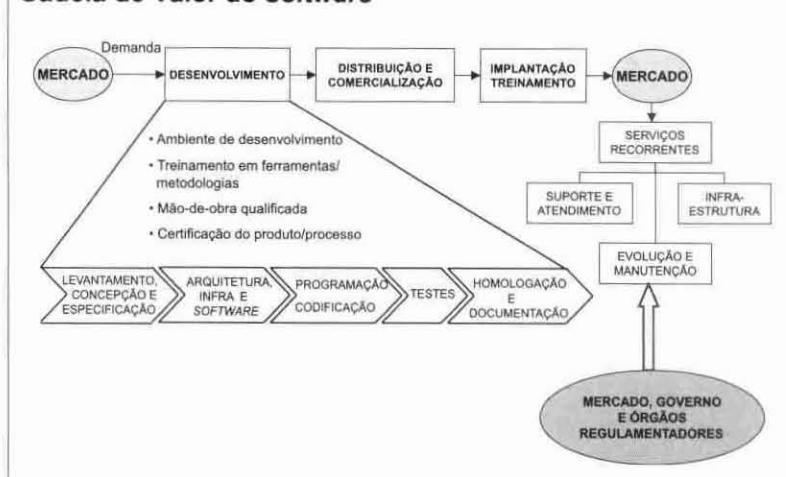 Cadeia de Valor do Software
Demanda
MERCADO
DESENVOLVIMENTO
DISTRIBUIÇÃO E
COMERCIALIZAÇÃO
IMPLANTAÇÃO
TREINAMENTO
MERCADO
• Ambiente de desenvolvimento
• Treinamento em ferramentas/
metodologias
• Mão-de-obra qualificada
• Certificação do produto/processo
SERVIÇOS
RECORRENTES
SUPORTE E
ATENDIMENTO
INFRA-
ESTRUTURA
EVOLUÇÃO E
MANUTENÇÃO
LEVANTAMENTO,
CONCEPÇÃO E
ESPECIFICAÇÃO
ARQUITETURA,
INFRA E
SOFTWARE
PROGRAMAÇÃO
CODIFICAÇÃO
TESTES
HOMOLOGAÇÃO
E
DOCUMENTAÇÃO
MERCADO, GOVERNO
E ÓRGÃOS
REGULAMENTADORES